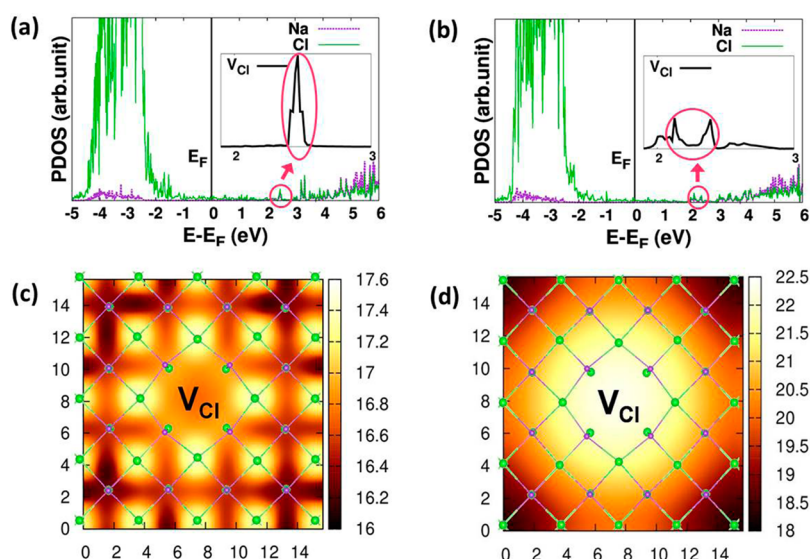 (a)
Na
Cl
V_Cl
2
3
E_F
PDOS (arb.unit)
-5 -4 -3 -2 -1 0 1 2 3 4 5 6
E-E_F (eV)
(b)
Na
Cl
V_Cl
2
3
E_F
PDOS (arb.unit)
-5 -4 -3 -2 -1 0 1 2 3 4 5 6
E-E_F (eV)
(c)
14
12
10
8
6
4
2
0
0 2 4 6 8 10 12 14
V_Cl
17.6
17.4
17.2
17
16.8
16.6
16.4
16.2
16
(d)
14
12
10
8
6
4
2
0
0 2 4 6 8 10 12 14
V_Cl
22.5
22
21.5
21
20.5
20
19.5
19
18.5
18